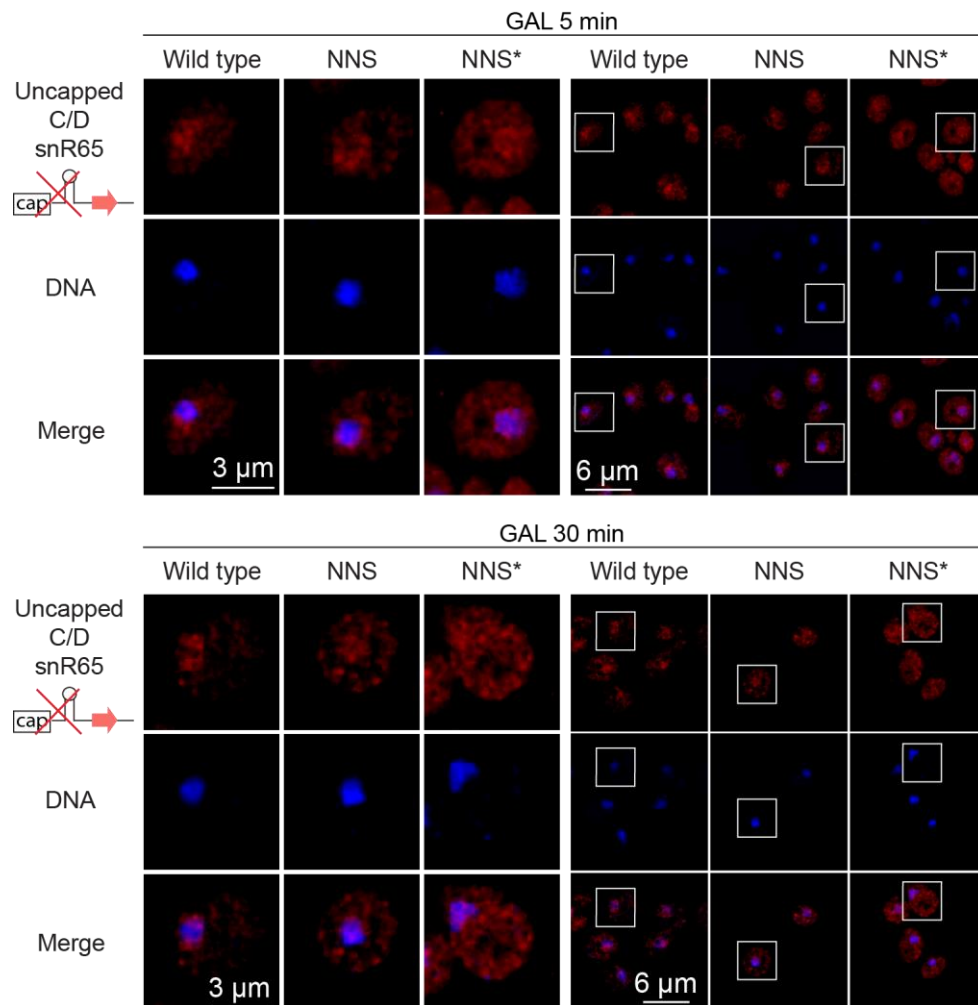 GAL 5 min
Wild type NNS NNS* Wild type NNS NNS*
Uncapped
C/D
snR65
cap
DNA
Merge
3 µm
6 µm
GAL 30 min
Wild type NNS NNS* Wild type NNS NNS*
Uncapped
C/D
snR65
cap
DNA
Merge
3 µm
6 µm